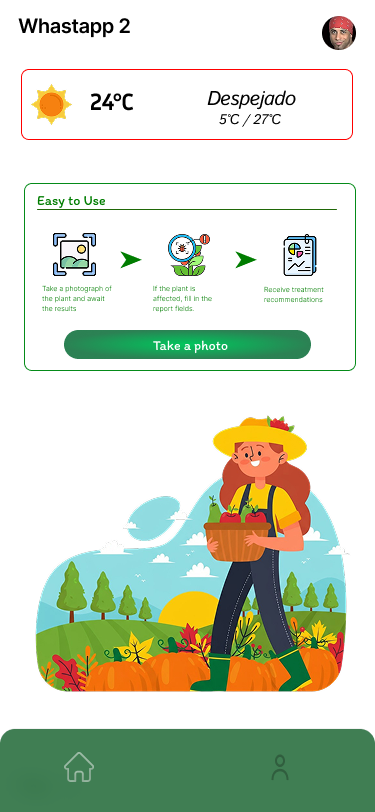 Whastapp 2
24°C
Despejado
5°C / 27°C
Easy to Use
Take a photograph of
the plant and await
the results
If the plant is
affected, fill in the
report fields.
Receive treatment
recommendations.
Take a photo